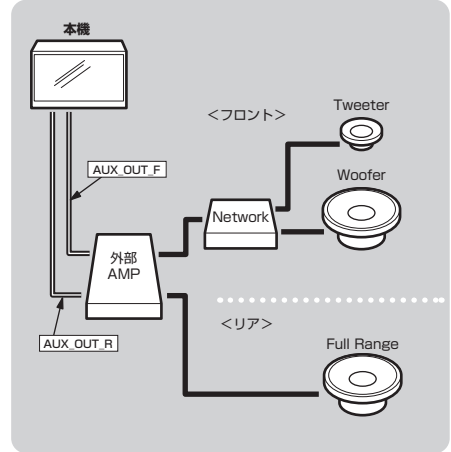 本機
<フロント>
Tweeter
Woofer
AUX_OUT_F
Network
外部
AMP
<リア>
AUX_OUT_R
Full Range